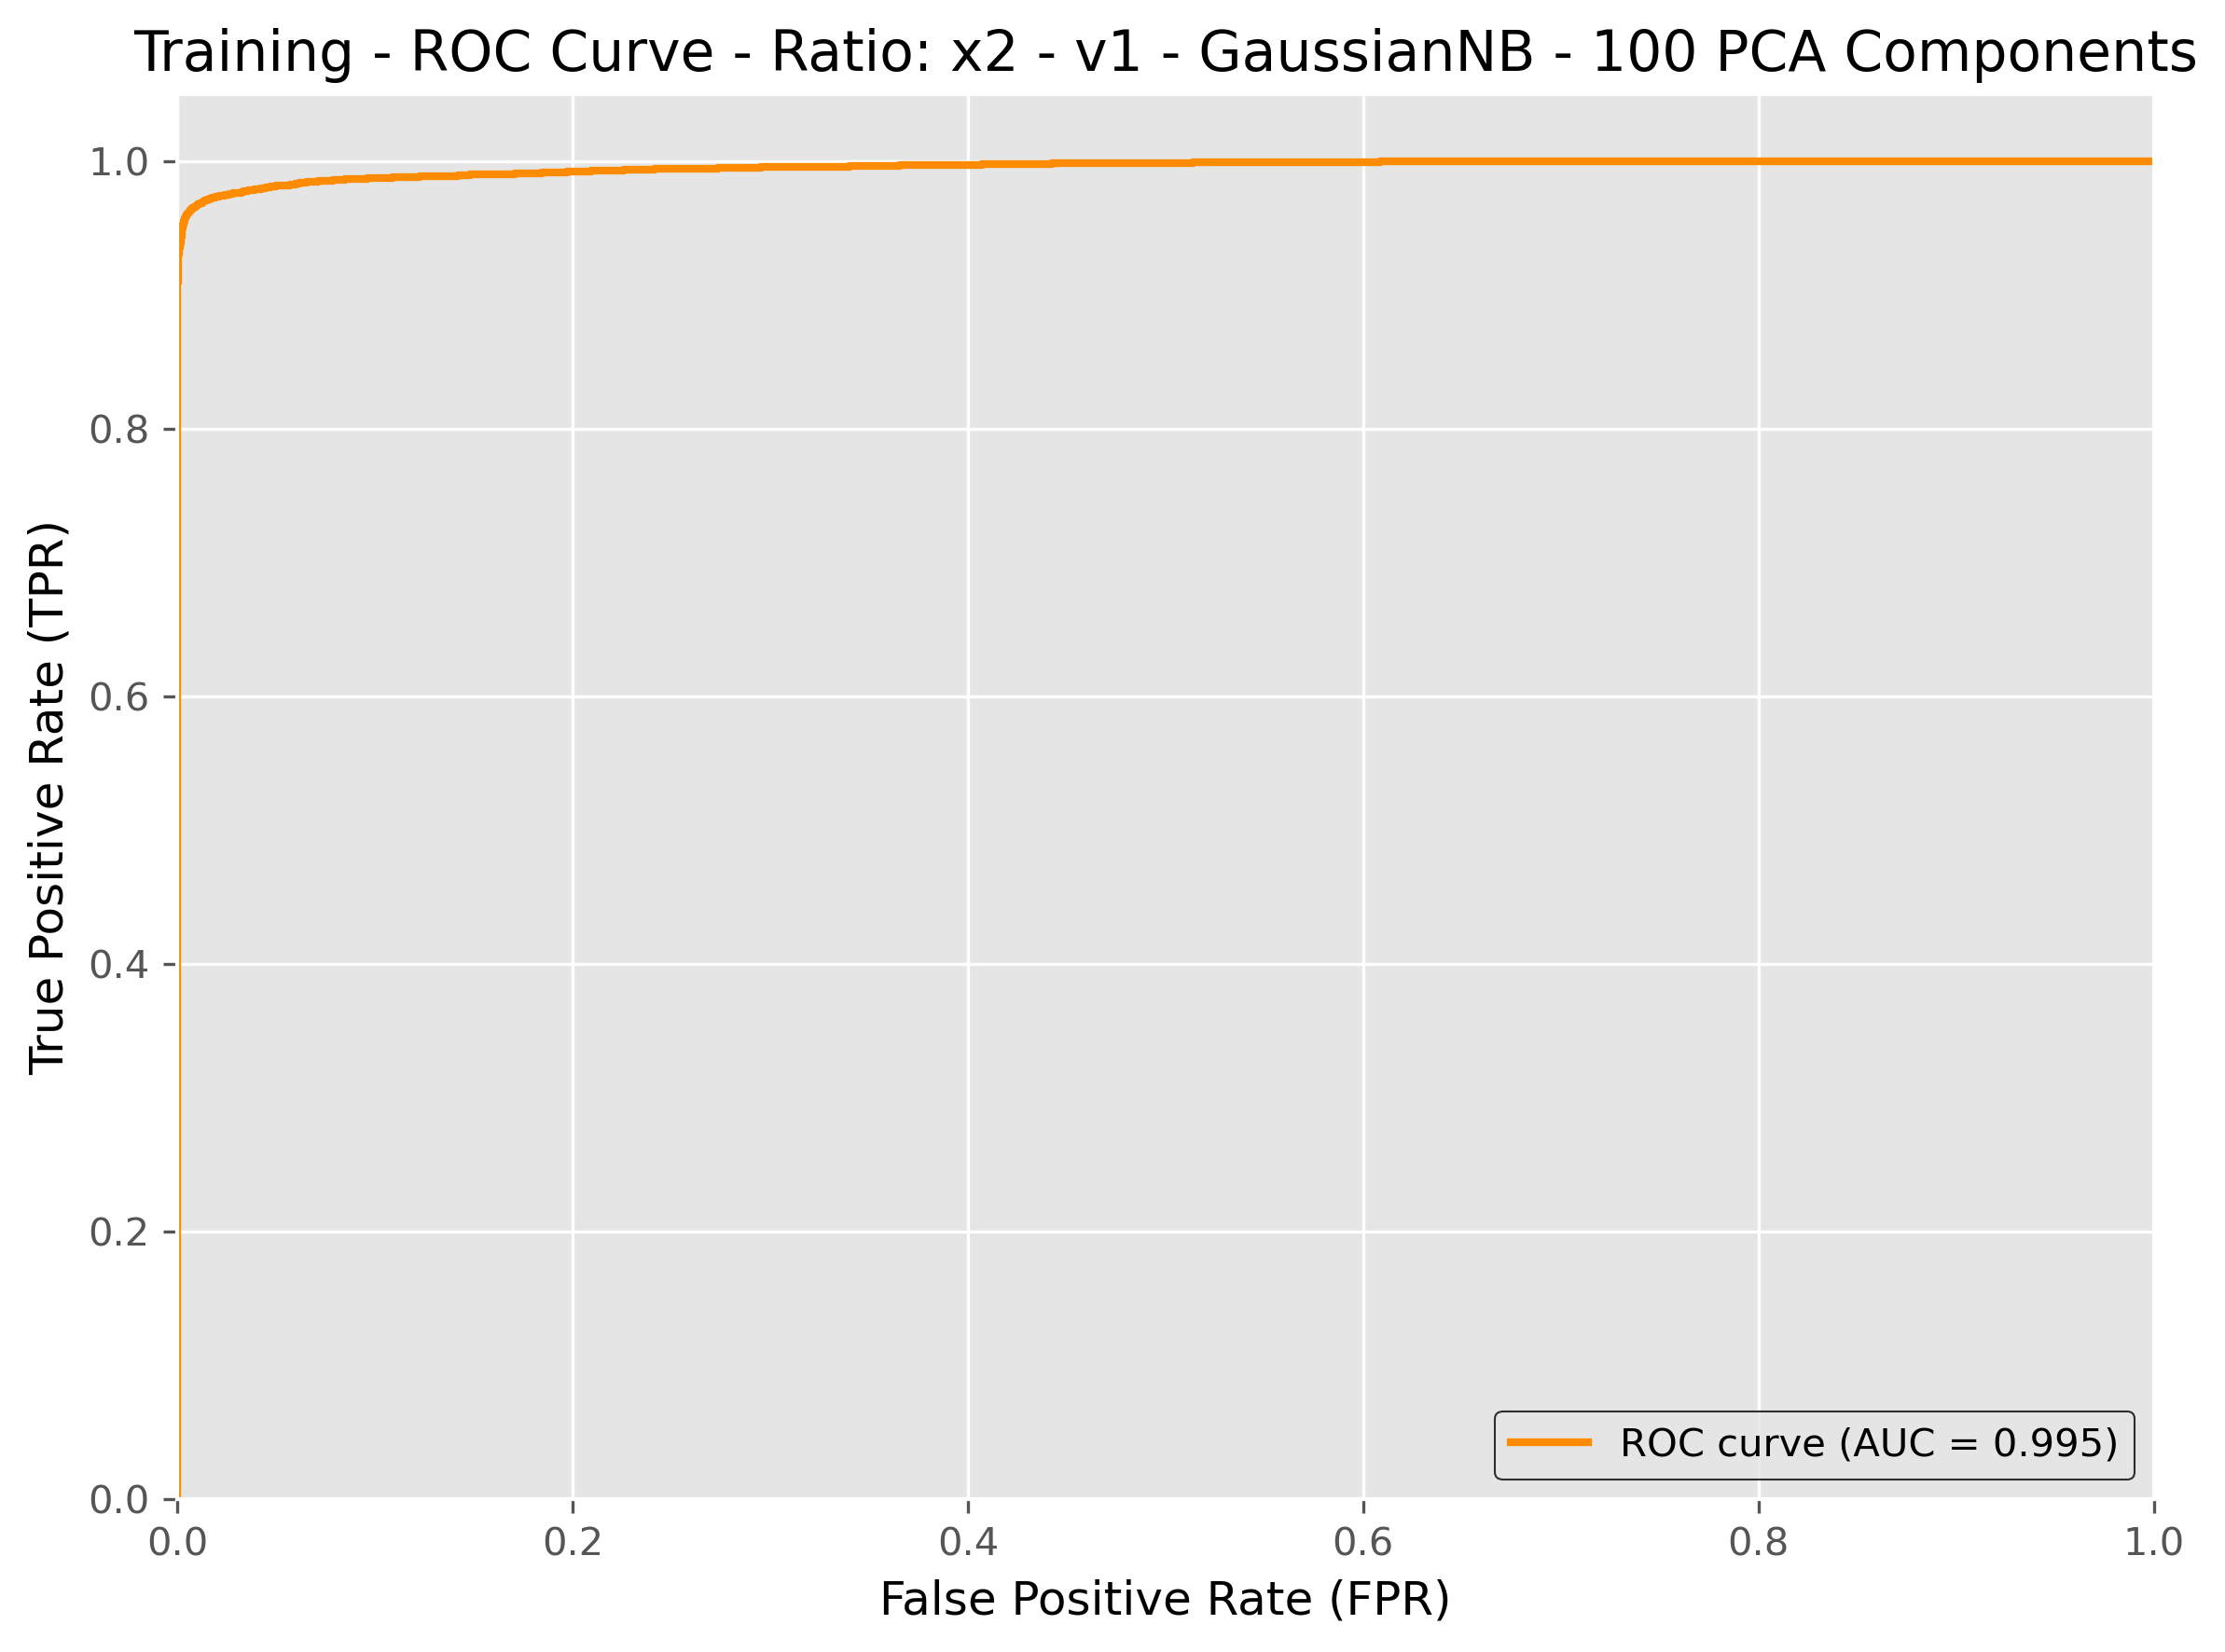 Training - ROC Curve - Ratio: x2 - v1 - GaussianNB - 100 PCA Components
True Positive Rate (TPR)
1.0
0.8
0.6
0.4
0.2
0.0
ROC curve (AUC = 0.995)
0.0 0.2 0.4 0.6 0.8 1.0
False Positive Rate (FPR)